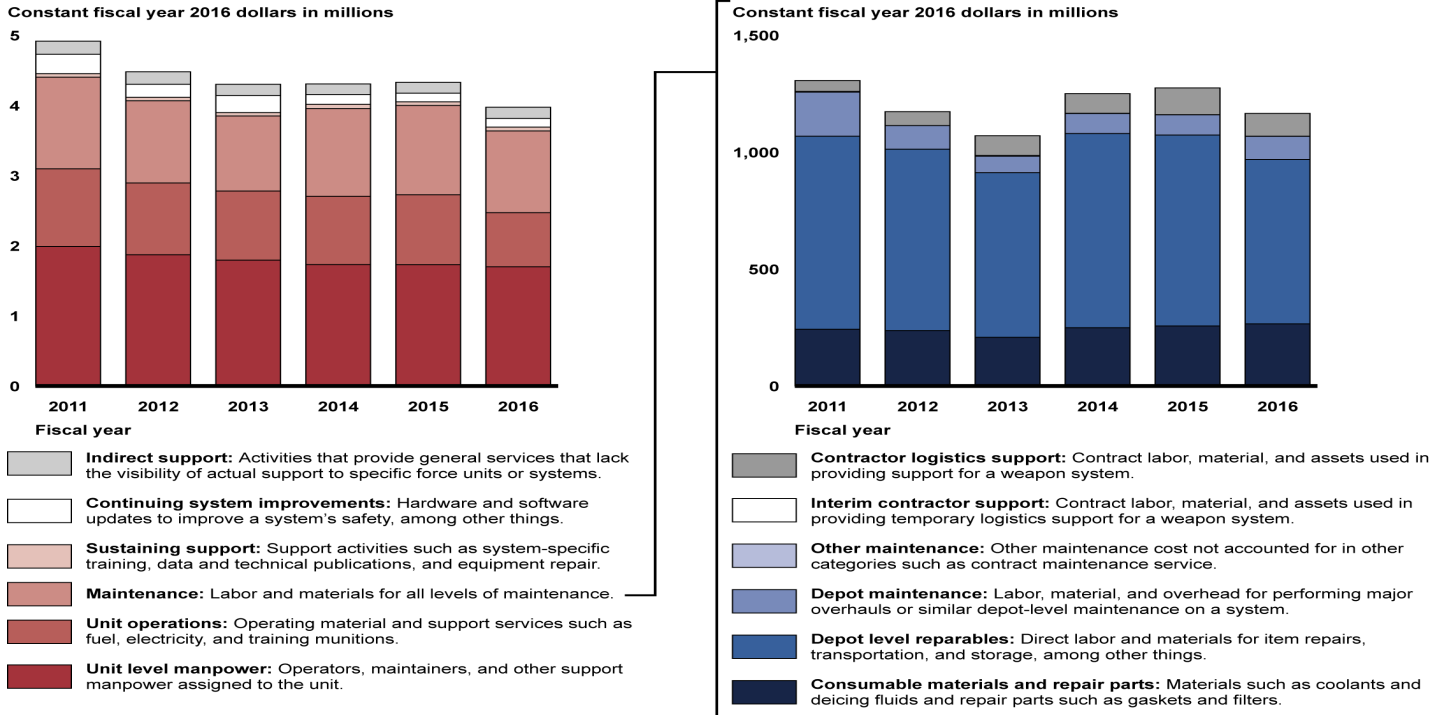 Constant fiscal year 2016 dollars in millions
5
4
3
2
1
0
2011 2012 2013 2014 2015 2016
Fiscal year
Indirect support: Activities that provide general services that lack
the visibility of actual support to specific force units or systems.
Continuing system improvements: Hardware and software
updates to improve a system's safety, among other things.
Sustaining support: Support activities such as system-specific
training, data and technical publications, and equipment repair.
Maintenance: Labor and materials for all levels of maintenance.
Unit operations: Operating material and support services such as
fuel, electricity, and training munitions.
Unit level manpower: Operators, maintainers, and other support
manpower assigned to the unit.
Constant fiscal year 2016 dollars in millions
1,500
1,000
500
0
2011 2012 2013 2014 2015 2016
Fiscal year
Contractor logistics support: Contract labor, material, and assets used in
providing support for a weapon system.
Interim contractor support: Contract labor, material, and assets used in
providing temporary logistics support for a weapon system.
Other maintenance: Other maintenance cost not accounted for in other
categories such as contract maintenance service.
Depot maintenance: Labor, material, and overhead for performing major
overhauls or similar depot-level maintenance on a system.
Depot level reparables: Direct labor and materials for item repairs,
transportation, and storage, among other things.
Consumable materials and repair parts: Materials such as coolants and
deicing fluids and repair parts such as gaskets and filters.